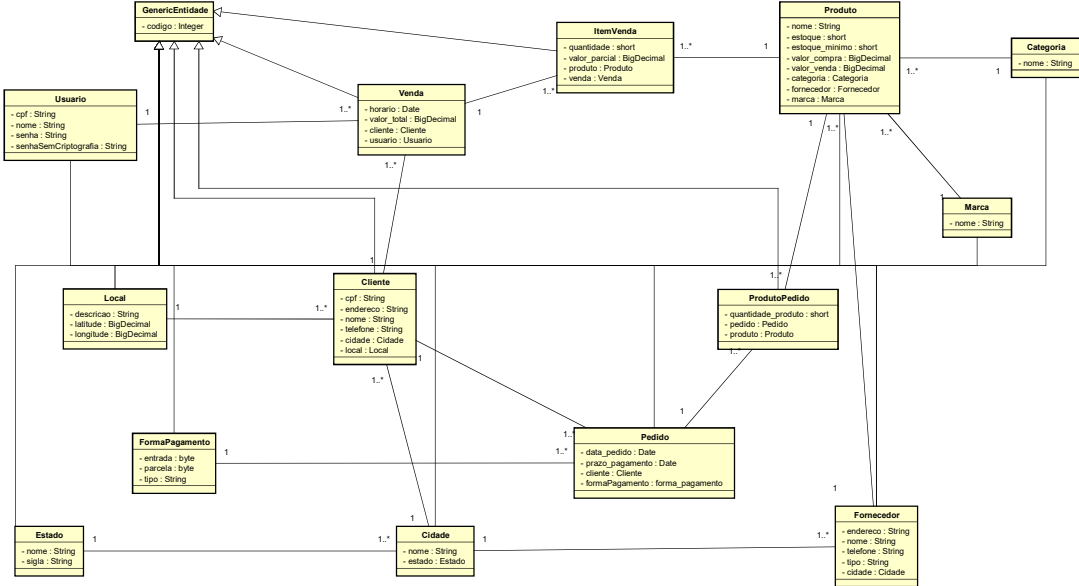 GenericEntidade
- codigo : Integer
ItemVenda
- quantidade : short
- valor_parcial : BigDecimal
- produto : Produto
- venda : Venda
1..*
1
1..*
1
Produto
- nome : String
- estoque : short
- estoque_minimo : short
- valor_compra : BigDecimal
- valor_venda : BigDecimal
- categoria : Categoria
- fornecedor : Fornecedor
- marca : Marca
1..*
1
Categoria
- nome : String
Usuario
- cpf : String
- nome : String
- senha : String
- senhaSemCriptografia : String
1
1..*
Venda
- horario : Date
- valor_total : BigDecimal
- cliente : Cliente
- usuario : Usuario
1..*
1
1
1..*
1..*
1
Marca
- nome : String
Local
- descricao : String
- latitude : BigDecimal
- longitude : BigDecimal
1
1..*
Cliente
- cpf : String
- endereco : String
- nome : String
- telefone : String
- cidade : Cidade
- local : Local
1
1..*
1..*
ProdutoPedido
- quantidade_produto : short
- pedido : Pedido
- produto : Produto
1..*
1
FormaPagamento
- entrada : byte
- parcela : byte
- tipo : String
1
1..*
1..*
Pedido
- data_pedido : Date
- prazo_pagamento : Date
- cliente : Cliente
- formaPagamento : forma_pagamento
1
Estado
- nome : String
- sigla : String
1
1..*
1
Cidade
- nome : String
- estado : Estado
1
1..*
Fornecedor
- endereco : String
- nome : String
- telefone : String
- tipo : String
- cidade : Cidade